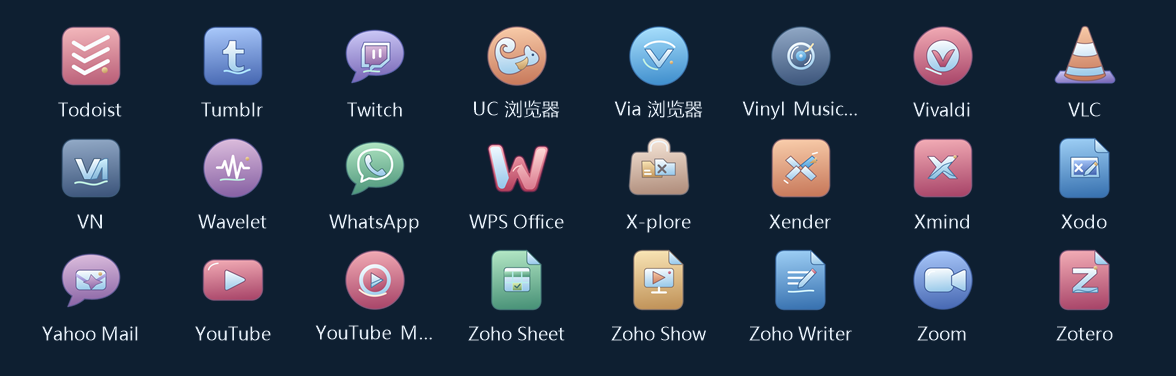 Todoist Tumblr Twitch UC 浏览器 Via 浏览器 Vinyl Music... Vivaldi VLC
VN Wavelet WhatsApp WPS Office X-plore Xender Xmind Xodo
Yahoo Mail YouTube YouTube M... Zoho Sheet Zoho Show Zoho Writer Zoom Zotero